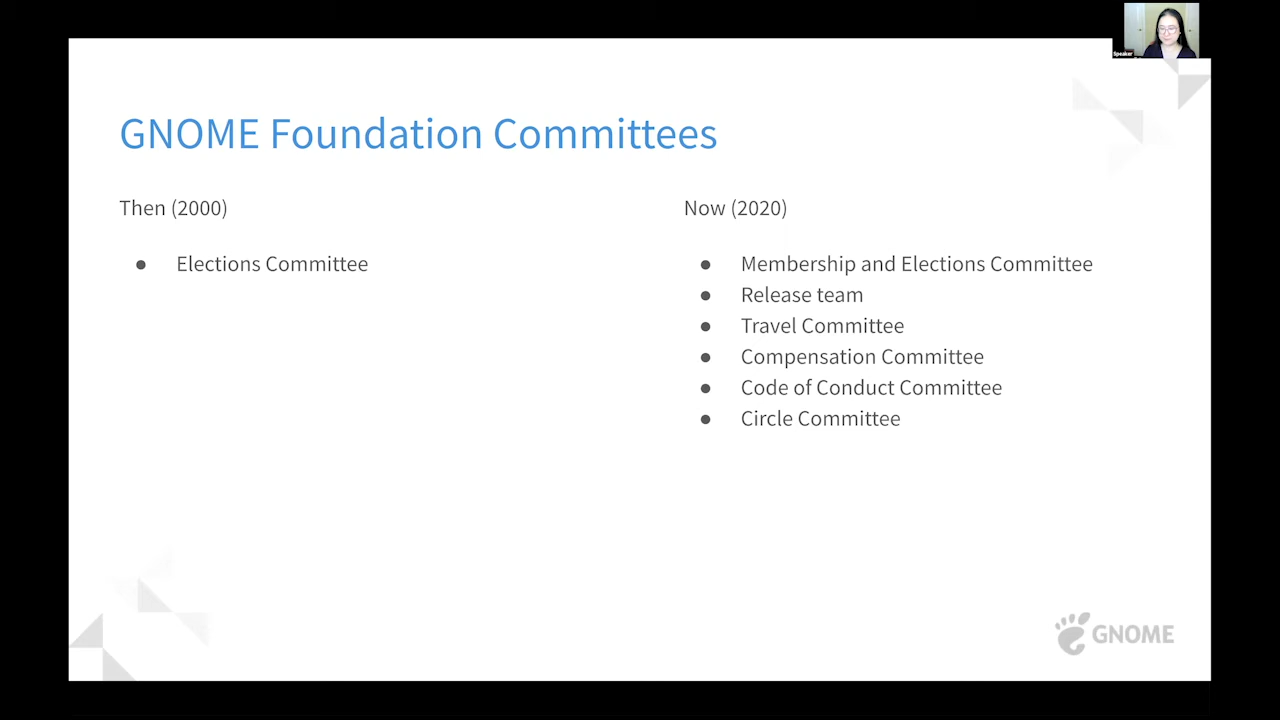 Speaker
GNOME Foundation Committees
Then (2000)
● Elections Committee
Now (2020)
● Membership and Elections Committee
● Release team
● Travel Committee
● Compensation Committee
● Code of Conduct Committee
● Circle Committee
GNOME